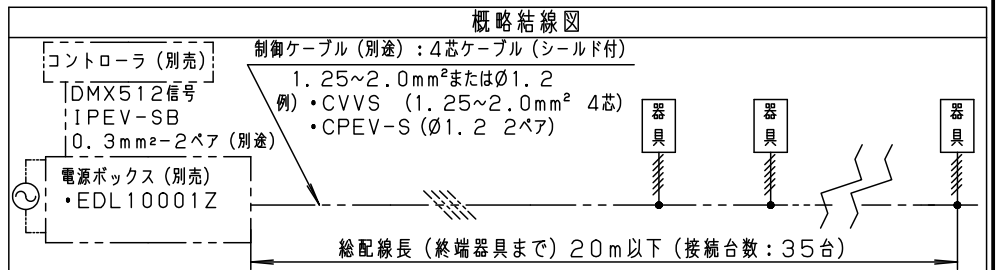 概略結線図
コントローラ (別売)
DMX512信号
IPEV-SB
0.3mm²-2ペア (別途)
電源ボックス (別売)
・EDL10001Z
制御ケーブル (別途) : 4芯ケーブル (シールド付)
1.25~2.0mm²またはØ1.2
例) ・CVVS (1.25~2.0mm² 4芯)
・CPEV-S (Ø1.2 2ペア)
器具
器具
器具
総配線長 (終端器具まで) 20m以下 (接続台数:35台)